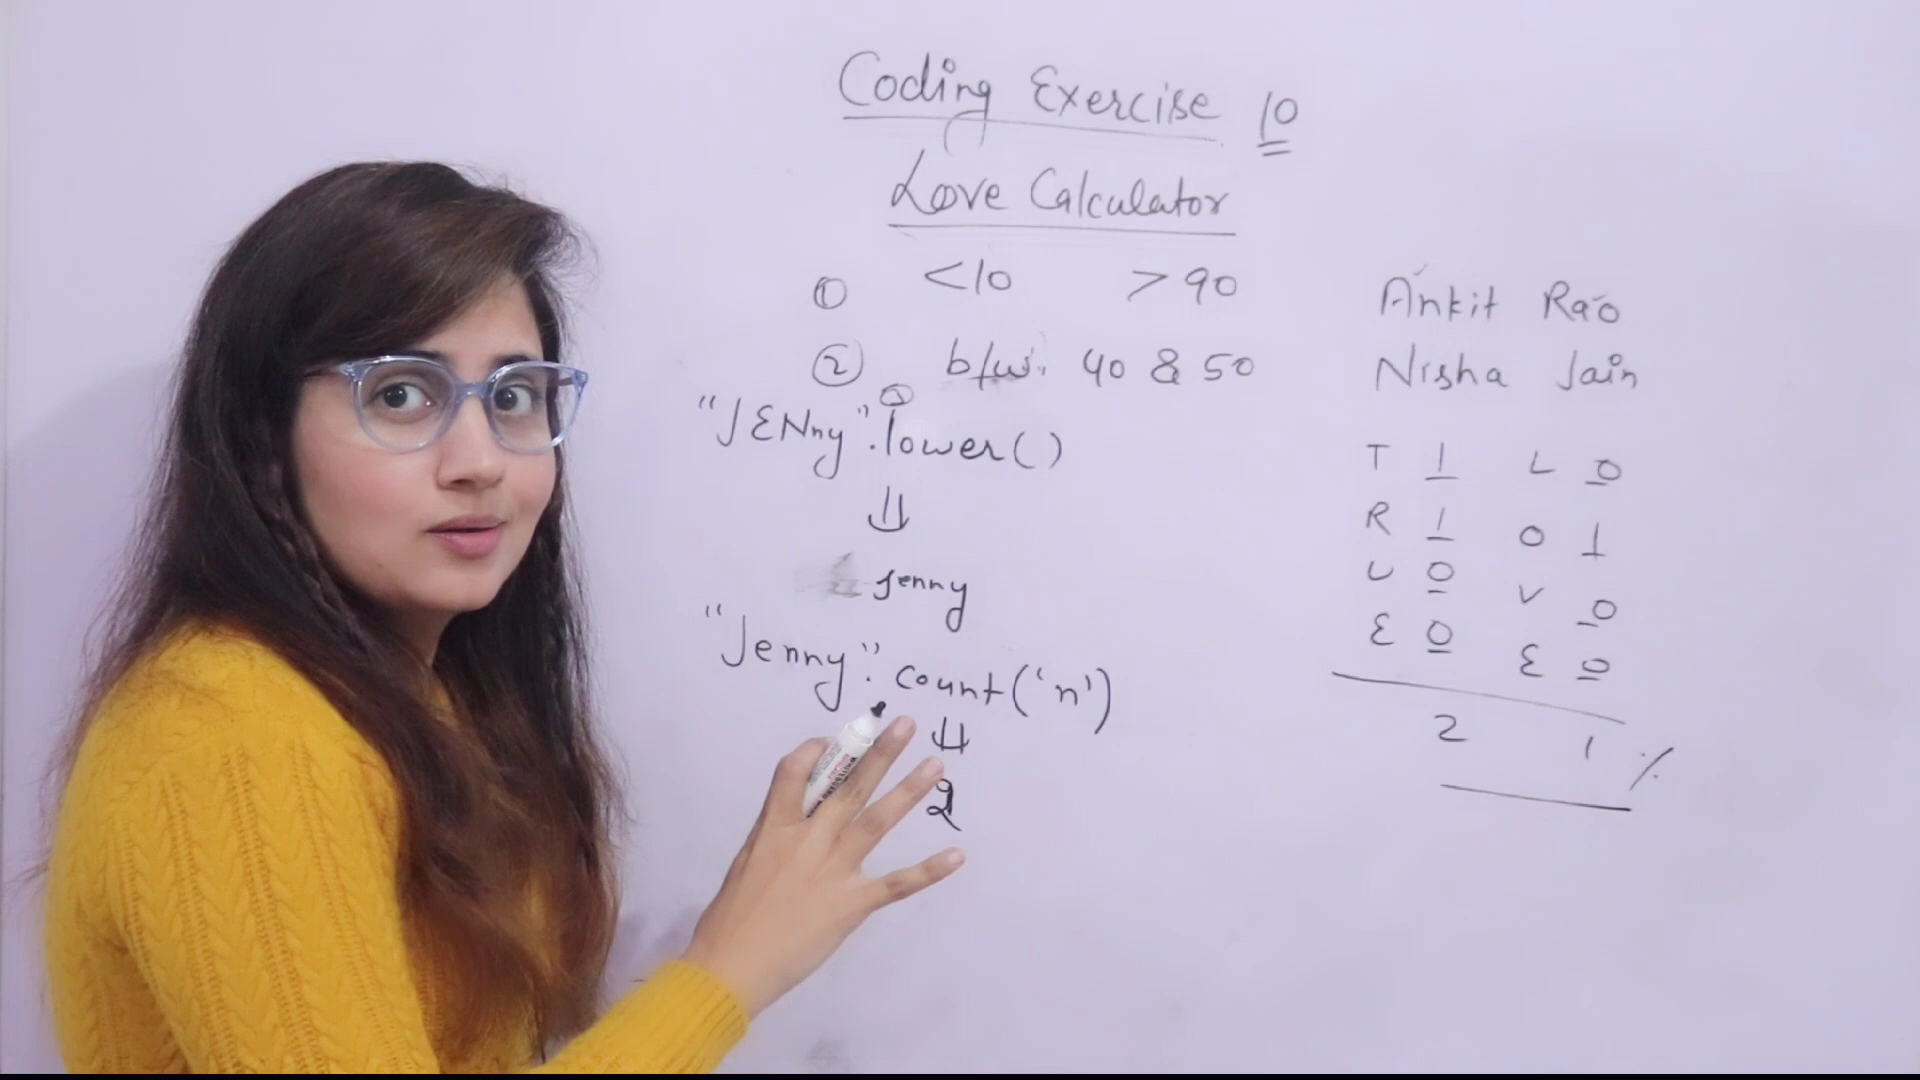 Coding Exercise 10
Love Calculator
① <10 >90
② b/w. 40 & 50
"JENny".lower()
⇓
Jenny
"Jenny".count('n')
⇓
2
Ankit Rao
Nisha Jain
T 1 L 0
R 1 O 1
U 0 V 0
E 0 E 0
2 1 %